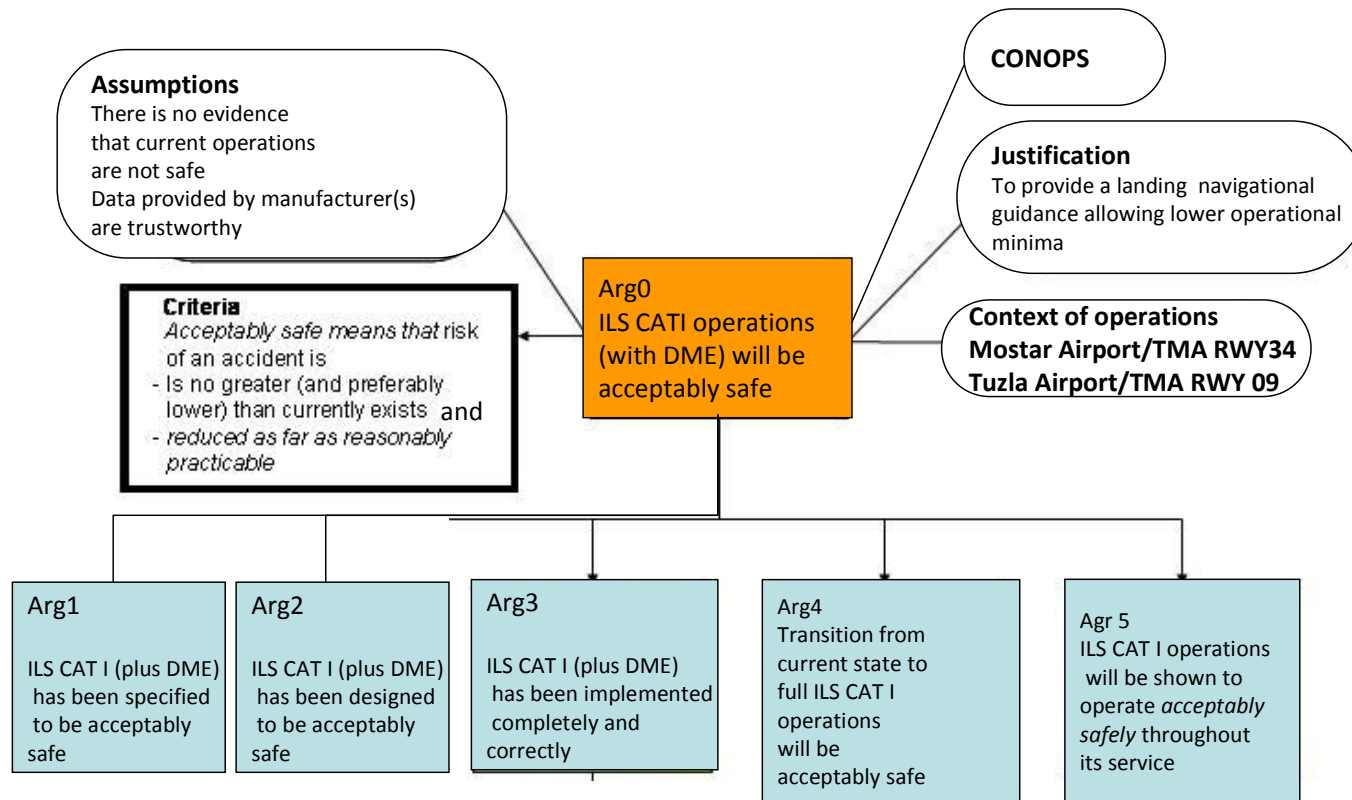 Assumptions
There is no evidence
that current operations
are not safe
Data provided by manufacturer(s)
are trustworthy
CONOPS
Justification
To provide a landing navigational
guidance allowing lower operational
minima
Criteria
Acceptably safe means that risk
of an accident is
- Is no greater (and preferably
lower) than currently exists and
- reduced as far as reasonably
practicable
Arg0
ILS CATI operations
(with DME) will be
acceptably safe
Context of operations
Mostar Airport/TMA RWY34
Tuzla Airport/TMA RWY 09
Arg1
ILS CAT I (plus DME)
has been specified
to be acceptably
safe
Arg2
ILS CAT I (plus DME)
has been designed
to be acceptably
safe
Arg3
ILS CAT I (plus DME)
has been implemented
completely and
correctly
Arg4
Transition from
current state to
full ILS CAT I
operations
will be
acceptably safe
Agr 5
ILS CAT I operations
will be shown to
operate acceptably
safely throughout
its service